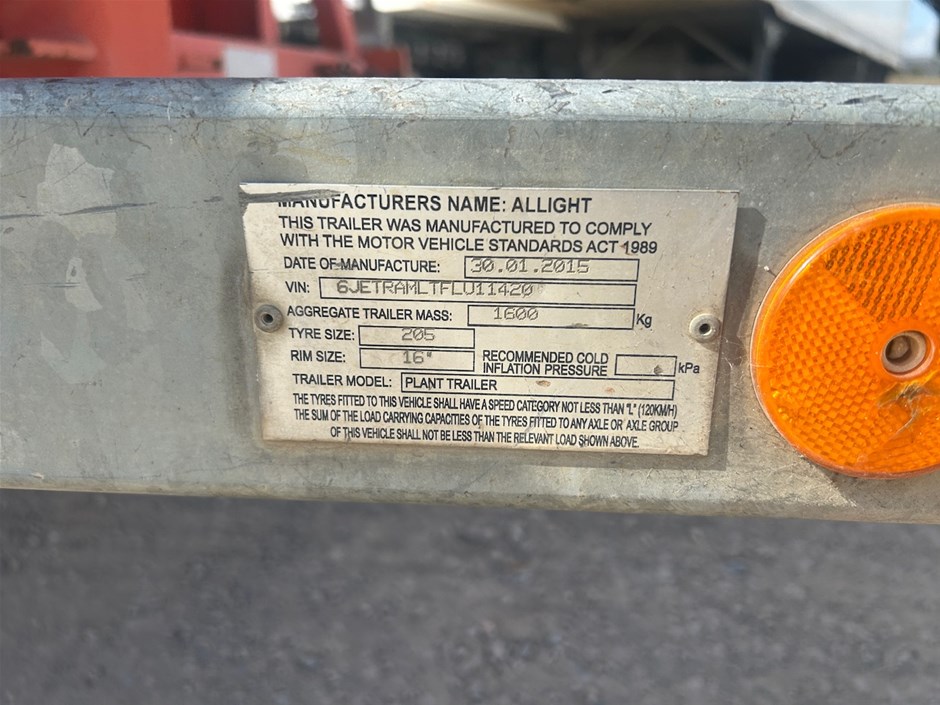 MANUFACTURERS NAME: ALLIGHT
THIS TRAILER WAS MANUFACTURED TO COMPLY
WITH THE MOTOR VEHICLE STANDARDS ACT 1989
DATE OF MANUFACTURE: 30.01.2015
VIN: 6JETRAMLTFLU11420
AGGREGATE TRAILER MASS: 1600 Kg
TYRE SIZE: 205
RIM SIZE: 16" RECOMMENDED COLD
INFLATION PRESSURE kPa
TRAILER MODEL: PLANT TRAILER
THE TYRES FITTED TO THIS VEHICLE SHALL HAVE A SPEED CATEGORY NOT LESS THAN "L" (120KM/H)
THE SUM OF THE LOAD CARRYING CAPACITIES OF THE TYRES FITTED TO ANY AXLE OR AXLE GROUP
OF THIS VEHICLE SHALL NOT BE LESS THAN THE RELEVANT LOAD SHOWN ABOVE.